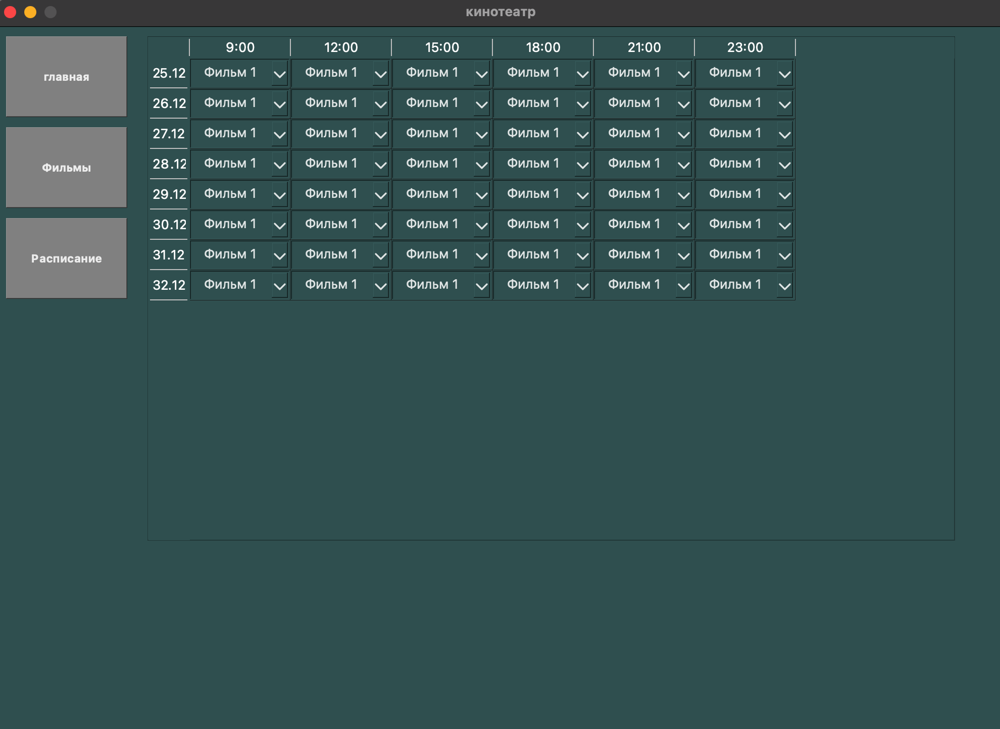 кинотеатр
главная
Фильмы
Расписание
9:00 12:00 15:00 18:00 21:00 23:00
25.12 Фильм 1 Фильм 1 Фильм 1 Фильм 1 Фильм 1 Фильм 1
26.12 Фильм 1 Фильм 1 Фильм 1 Фильм 1 Фильм 1 Фильм 1
27.12 Фильм 1 Фильм 1 Фильм 1 Фильм 1 Фильм 1 Фильм 1
28.12 Фильм 1 Фильм 1 Фильм 1 Фильм 1 Фильм 1 Фильм 1
29.12 Фильм 1 Фильм 1 Фильм 1 Фильм 1 Фильм 1 Фильм 1
30.12 Фильм 1 Фильм 1 Фильм 1 Фильм 1 Фильм 1 Фильм 1
31.12 Фильм 1 Фильм 1 Фильм 1 Фильм 1 Фильм 1 Фильм 1
32.12 Фильм 1 Фильм 1 Фильм 1 Фильм 1 Фильм 1 Фильм 1